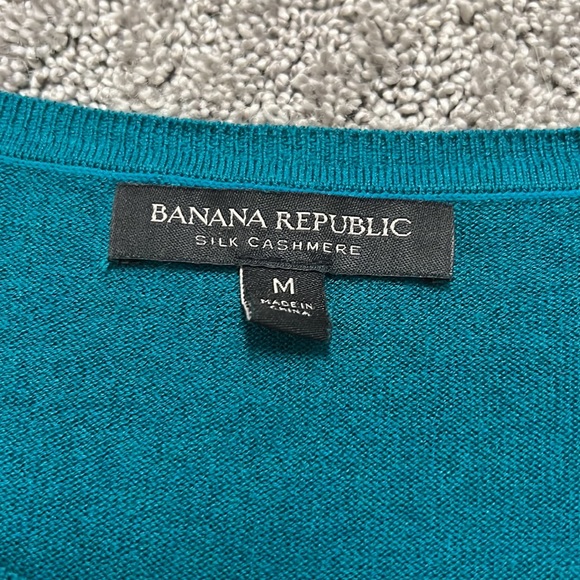 BANANA REPUBLIC
SILK CASHMERE
M
MADE IN
CHINA